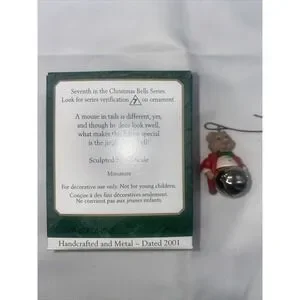 Seventh in the Christmas Bells Series.
Look for series verification 7 on ornament
A mouse in tails is different, yes,
and though he does look swell,
what makes this fellow special
is the jingle bell!
Sculpted
Miniature
For decorative use only. Not for young children.
Conçu à des fins décoratives seulement.
Ne convient pas aux jeunes enfants.
Handcrafted and Metal – Dated 2001